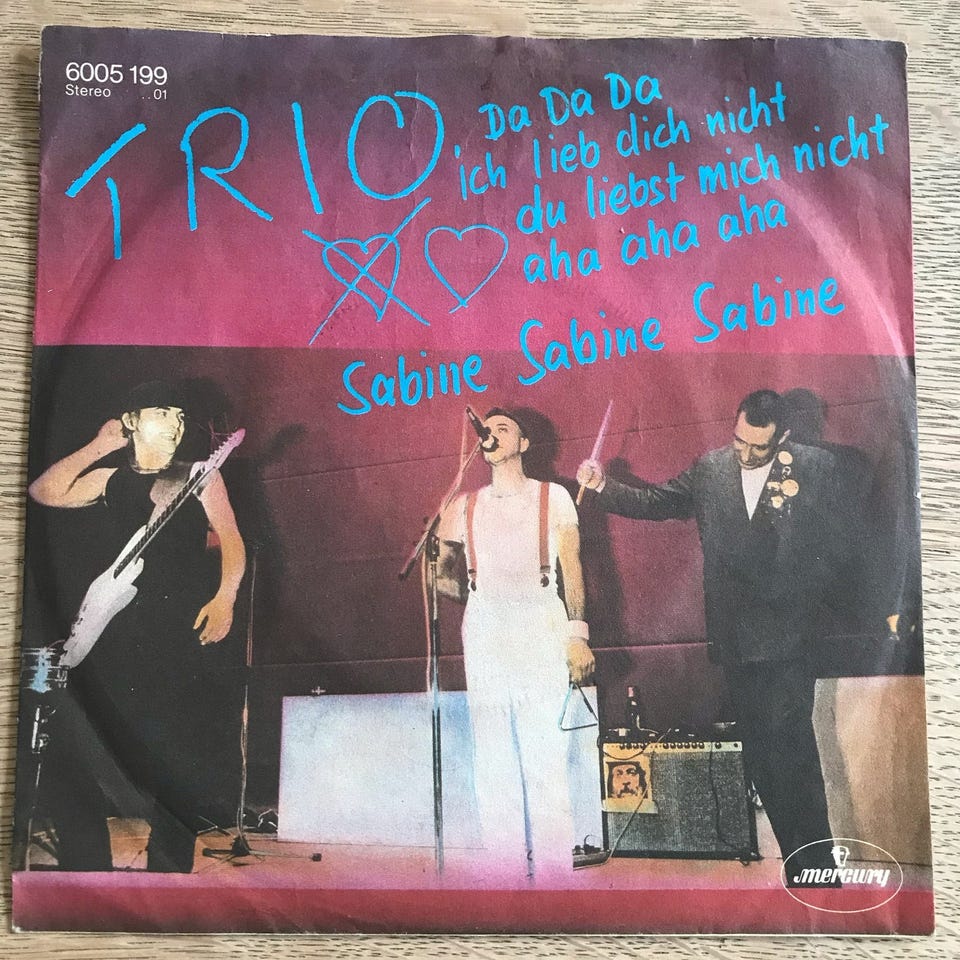 6005 199
Stereo ..01
TRIO, Da Da Da
ich lieb dich nicht
du liebst mich nicht
aha aha aha
Sabine Sabine Sabine
mercury